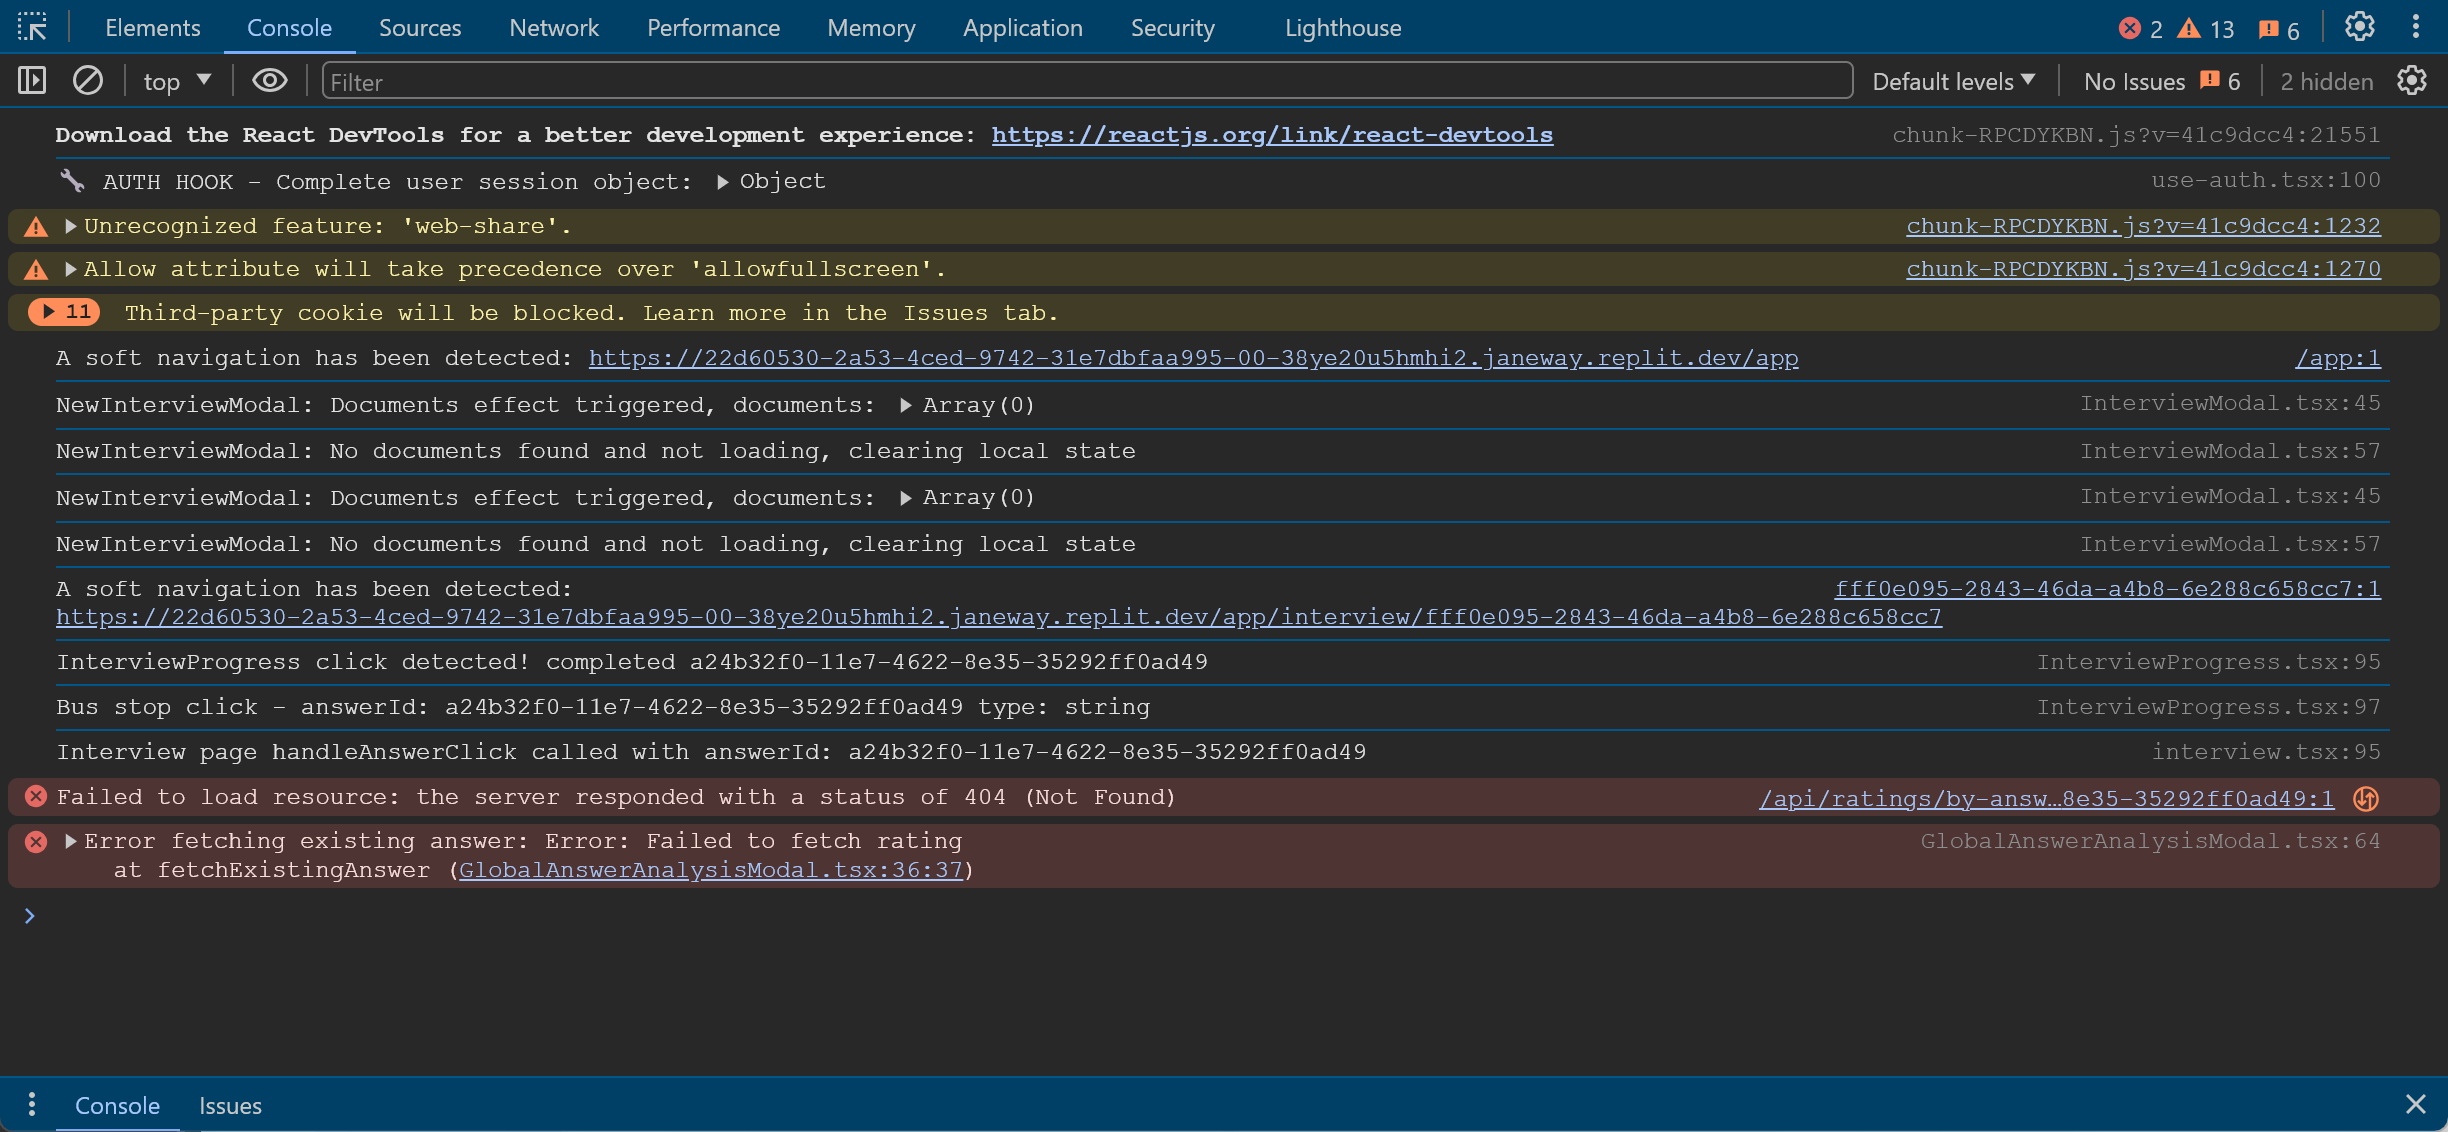 Elements Console Sources Network Performance Memory Application Security Lighthouse 2 13 6
top Filter Default levels No Issues 6 2 hidden
Download the React DevTools for a better development experience: https://reactjs.org/link/react-devtools chunk-RPCDYKBN.js?v=41c9dcc4:21551
AUTH HOOK - Complete user session object: Object use-auth.tsx:100
Unrecognized feature: 'web-share'. chunk-RPCDYKBN.js?v=41c9dcc4:1232
Allow attribute will take precedence over 'allowfullscreen'. chunk-RPCDYKBN.js?v=41c9dcc4:1270
11 Third-party cookie will be blocked. Learn more in the Issues tab.
A soft navigation has been detected: https://22d60530-2a53-4ced-9742-31e7dbfaa995-00-38ye20u5hmhi2.janeway.replit.dev/app /app:1
NewInterviewModal: Documents effect triggered, documents: Array(0) InterviewModal.tsx:45
NewInterviewModal: No documents found and not loading, clearing local state InterviewModal.tsx:57
NewInterviewModal: Documents effect triggered, documents: Array(0) InterviewModal.tsx:45
NewInterviewModal: No documents found and not loading, clearing local state InterviewModal.tsx:57
A soft navigation has been detected: fff0e095-2843-46da-a4b8-6e288c658cc7:1
https://22d60530-2a53-4ced-9742-31e7dbfaa995-00-38ye20u5hmhi2.janeway.replit.dev/app/interview/fff0e095-2843-46da-a4b8-6e288c658cc7
InterviewProgress click detected! completed a24b32f0-11e7-4622-8e35-35292ff0ad49 InterviewProgress.tsx:95
Bus stop click - answerId: a24b32f0-11e7-4622-8e35-35292ff0ad49 type: string InterviewProgress.tsx:97
Interview page handleAnswerClick called with answerId: a24b32f0-11e7-4622-8e35-35292ff0ad49 interview.tsx:95
Failed to load resource: the server responded with a status of 404 (Not Found) /api/ratings/by-answ…8e35-35292ff0ad49:1
Error fetching existing answer: Error: Failed to fetch rating GlobalAnswerAnalysisModal.tsx:64
at fetchExistingAnswer (GlobalAnswerAnalysisModal.tsx:36:37)
Console Issues